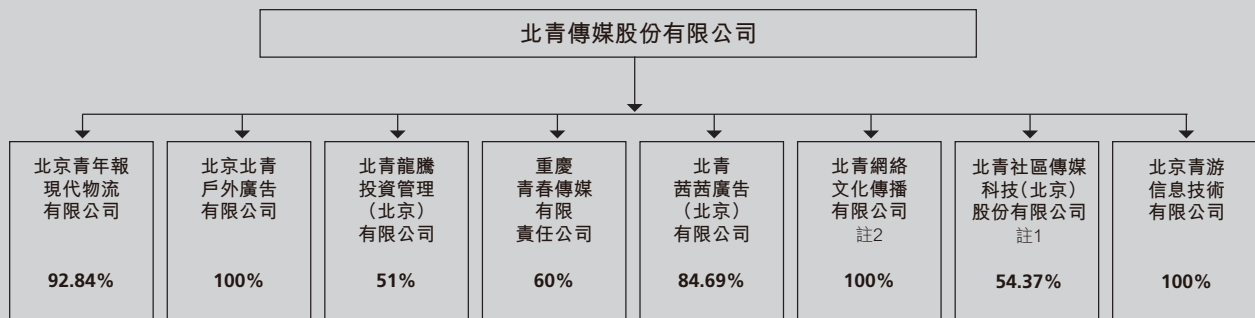 北青傳媒股份有限公司
北京青年報
現代物流
有限公司
92.84%
北京北青
戶外廣告
有限公司
100%
北青龍騰
投資管理
（北京）
有限公司
51%
重慶
青春傳媒
有限
責任公司
60%
北青
茜茜廣告
（北京）
有限公司
84.69%
北青網絡
文化傳播
有限公司
註2
100%
北青社區傳媒
科技（北京）
股份有限公司
註1
54.37%
北京青游
信息技術
有限公司
100%